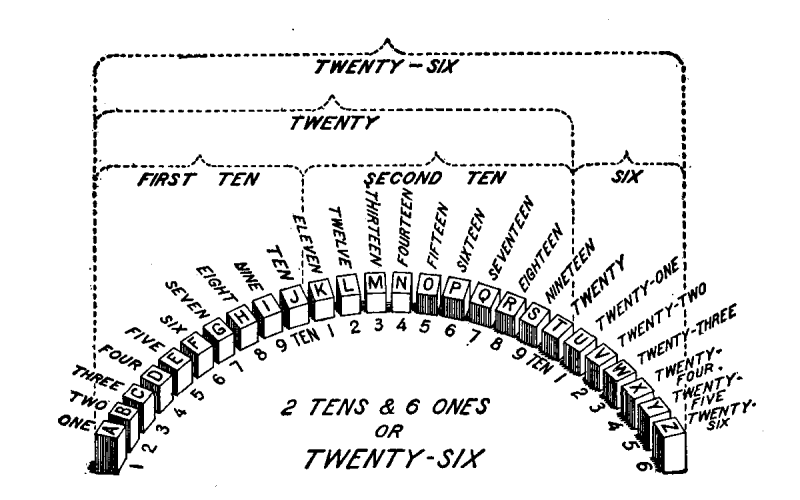 TWENTY-SIX
TWENTY
FIRST TEN
SECOND TEN
SIX
ONE
TWO
THREE
FOUR
FIVE
SIX
SEVEN
EIGHT
NINE
TEN
ELEVEN
TWELVE
THIRTEEN
FOURTEEN
FIFTEEN
SIXTEEN
SEVENTEEN
EIGHTEEN
NINETEEN
TWENTY
TWENTY-ONE
TWENTY-TWO
TWENTY-THREE
TWENTY-
FOUR.
TWENTY-
FIVE
TWENTY-
SIX
A B C D E F G H I J K L M N O P Q R S T U V W X Y Z
1 2 3 4 5 6 7 8 9 TEN 1 2 3 4 5 6 7 8 9 TEN 1 2 3 4 5 6
2 TENS & 6 ONES
OR
TWENTY-SIX